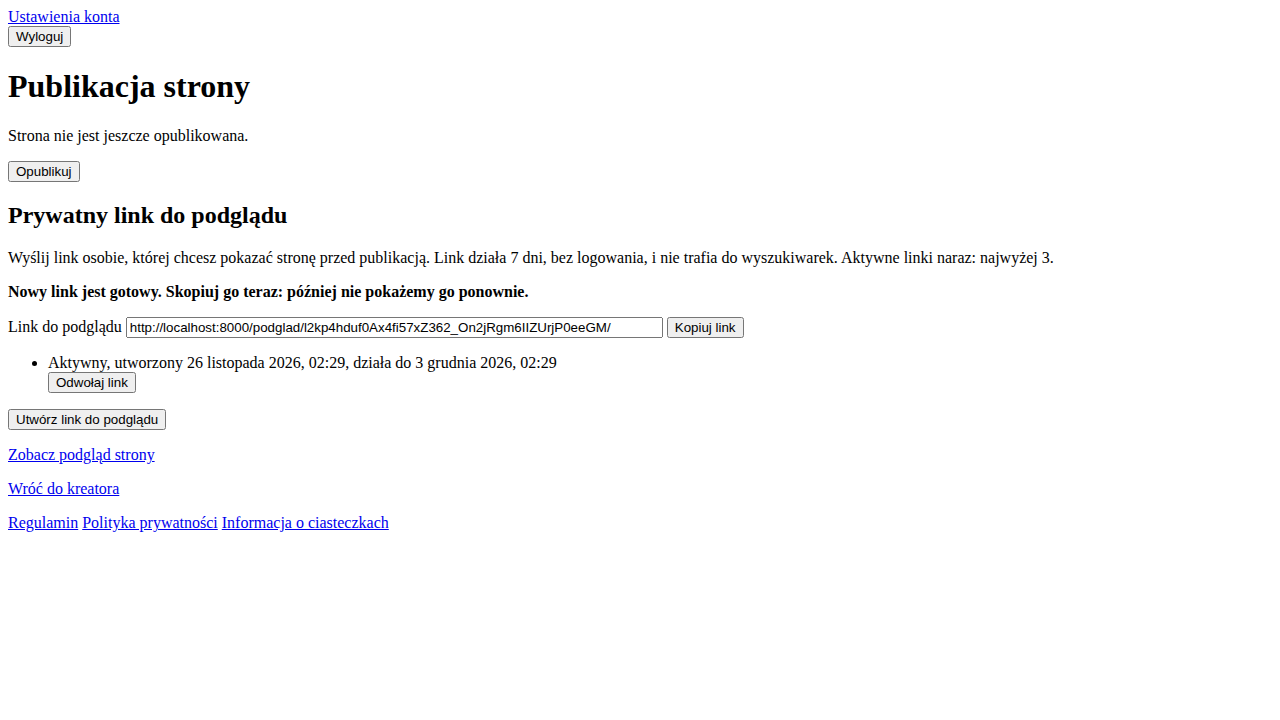 Ustawienia konta
Wyloguj
Publikacja strony
Strona nie jest jeszcze opublikowana.
Opublikuj
Prywatny link do podglądu
Wyślij link osobie, której chcesz pokazać stronę przed publikacją. Link działa 7 dni, bez logowania, i nie trafia do wyszukiwarek. Aktywne linki naraz: najwyżej 3.
Nowy link jest gotowy. Skopiuj go teraz: później nie pokażemy go ponownie.
Link do podglądu http://localhost:8000/podglad/l2kp4hduf0Ax4fi57xZ362_On2jRgm6IIZUrjP0eeGM/ Kopiuj link
Aktywny, utworzony 26 listopada 2026, 02:29, działa do 3 grudnia 2026, 02:29
Odwołaj link
Utwórz link do podglądu
Zobacz podgląd strony
Wróć do kreatora
Regulamin Polityka prywatności Informacja o ciasteczkach